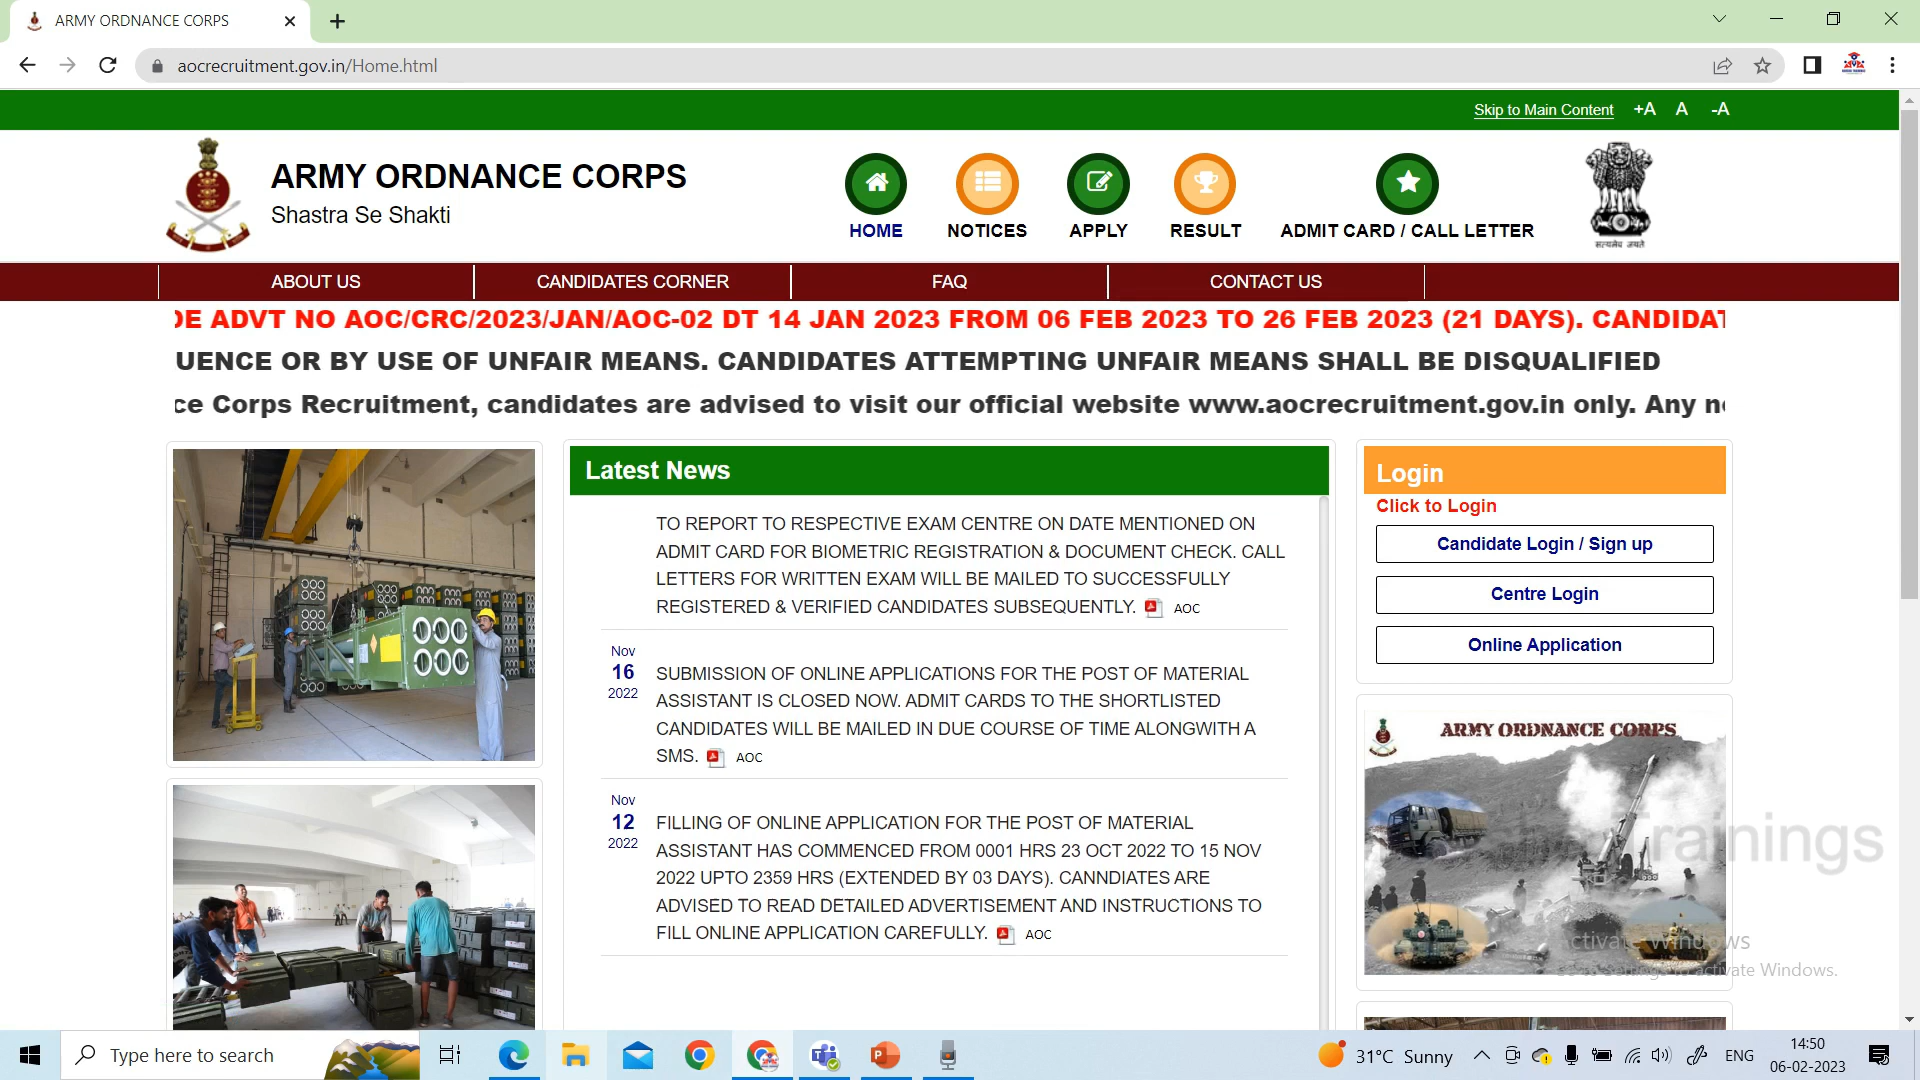 ARMY ORDNANCE CORPS
aocrecruitment.gov.in/Home.html
Skip to Main Content +A A -A
ARMY ORDNANCE CORPS
Shastra Se Shakti
HOME NOTICES APPLY RESULT ADMIT CARD / CALL LETTER
सत्यमेव जयते
ABOUT US CANDIDATES CORNER FAQ CONTACT US
DE ADVT NO AOC/CRC/2023/JAN/AOC-02 DT 14 JAN 2023 FROM 06 FEB 2023 TO 26 FEB 2023 (21 DAYS). CANDIDAT
UENCE OR BY USE OF UNFAIR MEANS. CANDIDATES ATTEMPTING UNFAIR MEANS SHALL BE DISQUALIFIED
ce Corps Recruitment, candidates are advised to visit our official website www.aocrecruitment.gov.in only. Any
Latest News
TO REPORT TO RESPECTIVE EXAM CENTRE ON DATE MENTIONED ON
ADMIT CARD FOR BIOMETRIC REGISTRATION & DOCUMENT CHECK. CALL
LETTERS FOR WRITTEN EXAM WILL BE MAILED TO SUCCESSFULLY
REGISTERED & VERIFIED CANDIDATES SUBSEQUENTLY. AOC
Nov
16
2022
SUBMISSION OF ONLINE APPLICATIONS FOR THE POST OF MATERIAL
ASSISTANT IS CLOSED NOW. ADMIT CARDS TO THE SHORTLISTED
CANDIDATES WILL BE MAILED IN DUE COURSE OF TIME ALONGWITH A
SMS. AOC
Nov
12
2022
FILLING OF ONLINE APPLICATION FOR THE POST OF MATERIAL
ASSISTANT HAS COMMENCED FROM 0001 HRS 23 OCT 2022 TO 15 NOV
2022 UPTO 2359 HRS (EXTENDED BY 03 DAYS). CANNDIATES ARE
ADVISED TO READ DETAILED ADVERTISEMENT AND INSTRUCTIONS TO
FILL ONLINE APPLICATION CAREFULLY. AOC
Login
Click to Login
Candidate Login / Sign up
Centre Login
Online Application
ARMY ORDNANCE CORPS
Trainings
Activate Windows
Go to Settings to activate Windows.
Type here to search
31°C Sunny
ENG
14:50
06-02-2023